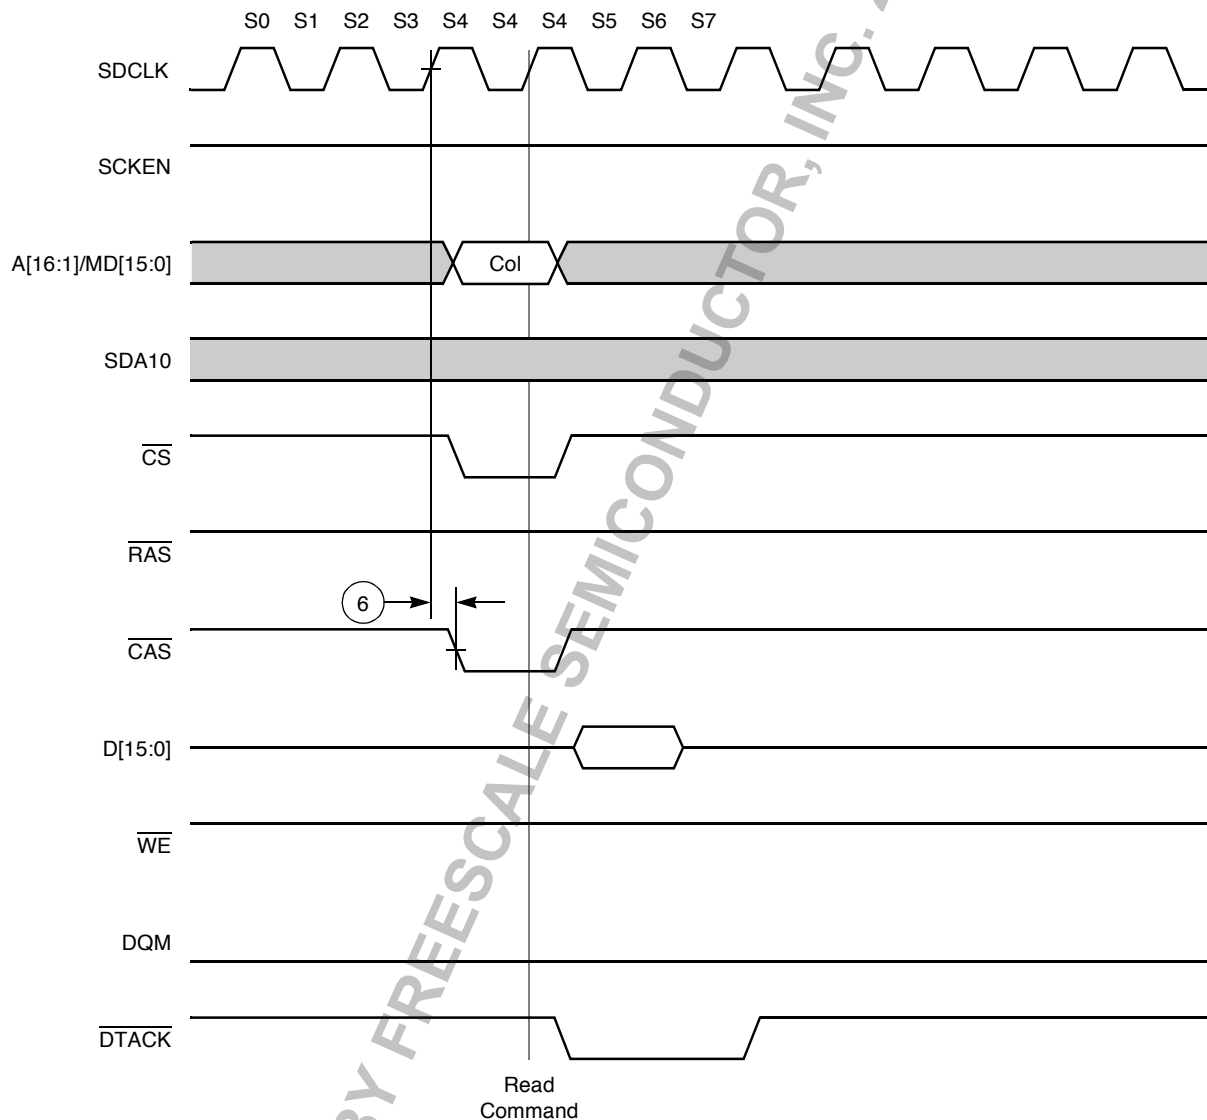 S0 S1 S2 S3 S4 S4 S4 S5 S6 S7
SDCLK
SCKEN
A[16:1]/MD[15:0]
Col
SDA10
CS
RAS
6
CAS
D[15:0]
WE
DQM
DTACK
Read
Command
BY FREESCALE SEMICONDUCTOR, INC.